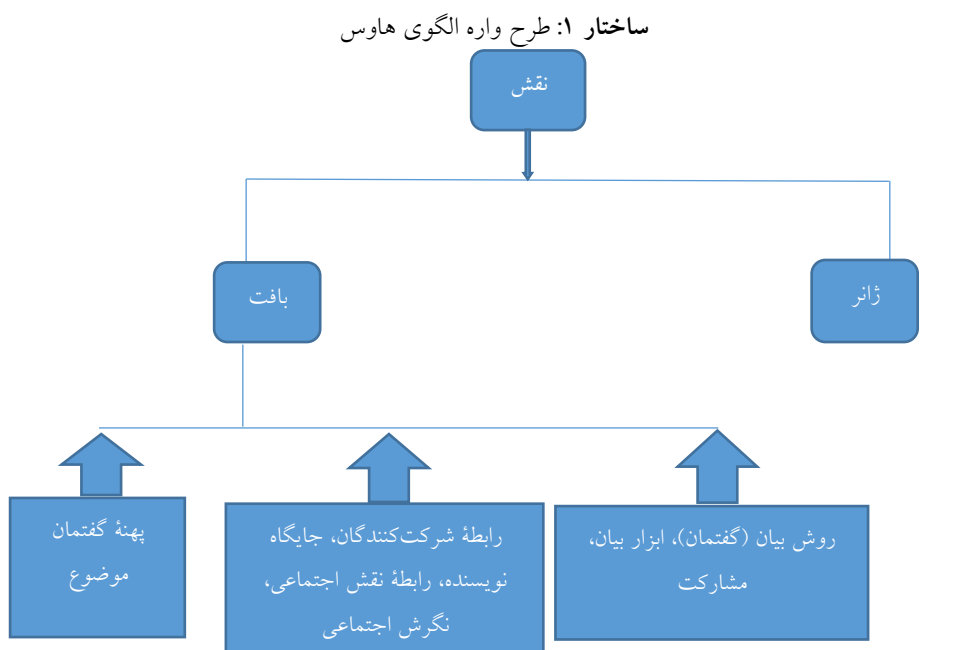 ساختار ۱: طرح واره الگوی هاوس
نقش
ژانر
بافت
روش بیان (گفتمان)، ابزار بیان،
مشارکت
رابطهٔ شرکت‌کنندگان، جایگاه
نویسنده، رابطهٔ نقش اجتماعی،
نگرش اجتماعی
پهنهٔ گفتمان
موضوع